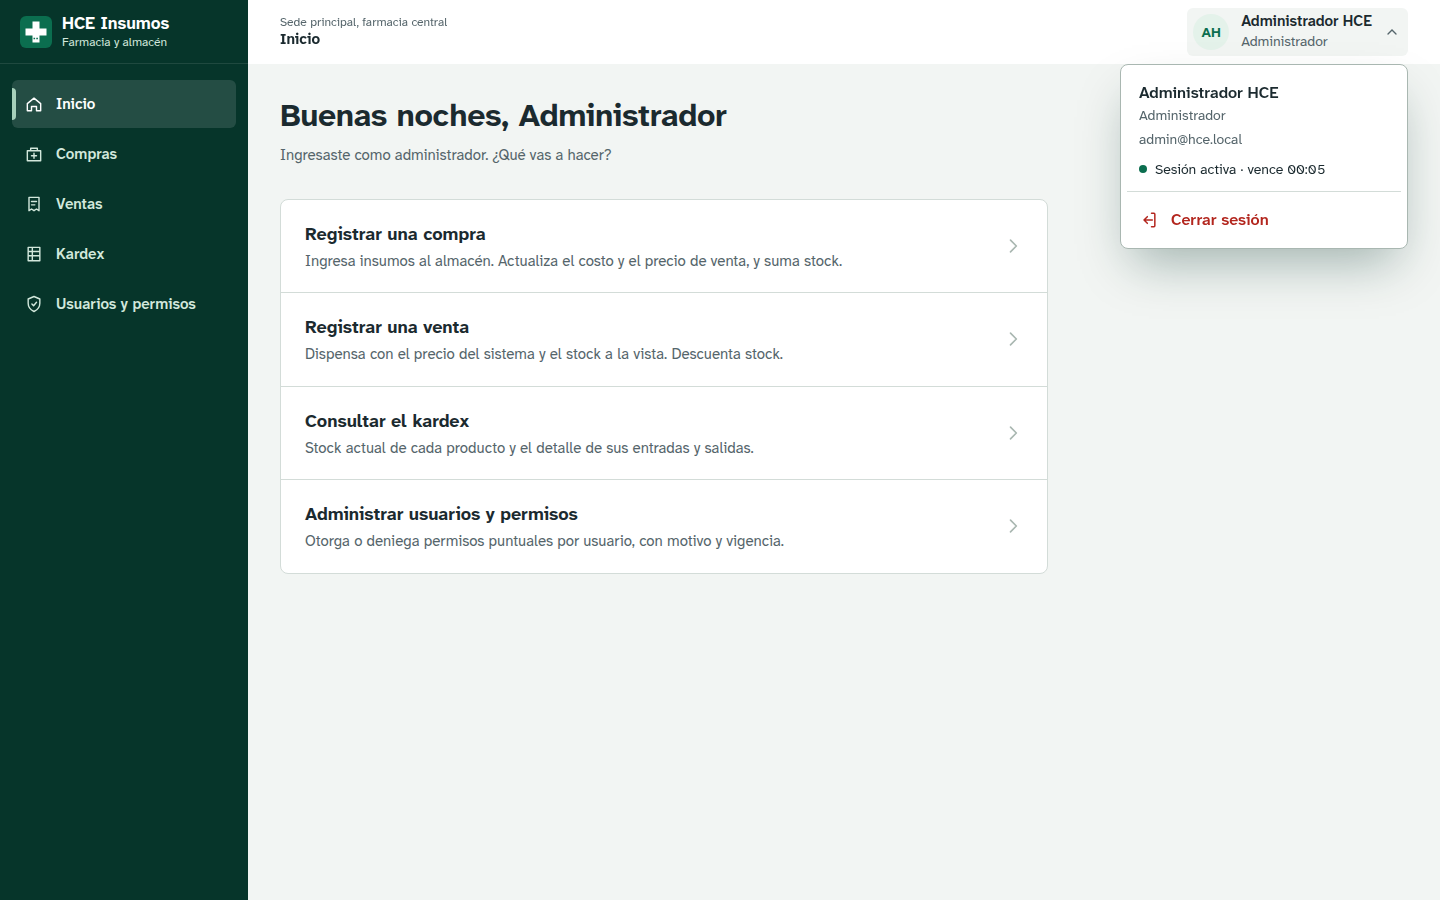 HCE Insumos
Farmacia y almacén
Inicio
Compras
Ventas
Kardex
Usuarios y permisos
Sede principal, farmacia central
Inicio
AH
Administrador HCE
Administrador
Administrador HCE
Administrador
admin@hce.local
Sesión activa · vence 00:05
Cerrar sesión
Buenas noches, Administrador
Ingresaste como administrador. ¿Qué vas a hacer?
Registrar una compra
Ingresa insumos al almacén. Actualiza el costo y el precio de venta, y suma stock.
Registrar una venta
Dispensa con el precio del sistema y el stock a la vista. Descuenta stock.
Consultar el kardex
Stock actual de cada producto y el detalle de sus entradas y salidas.
Administrar usuarios y permisos
Otorga o deniega permisos puntuales por usuario, con motivo y vigencia.